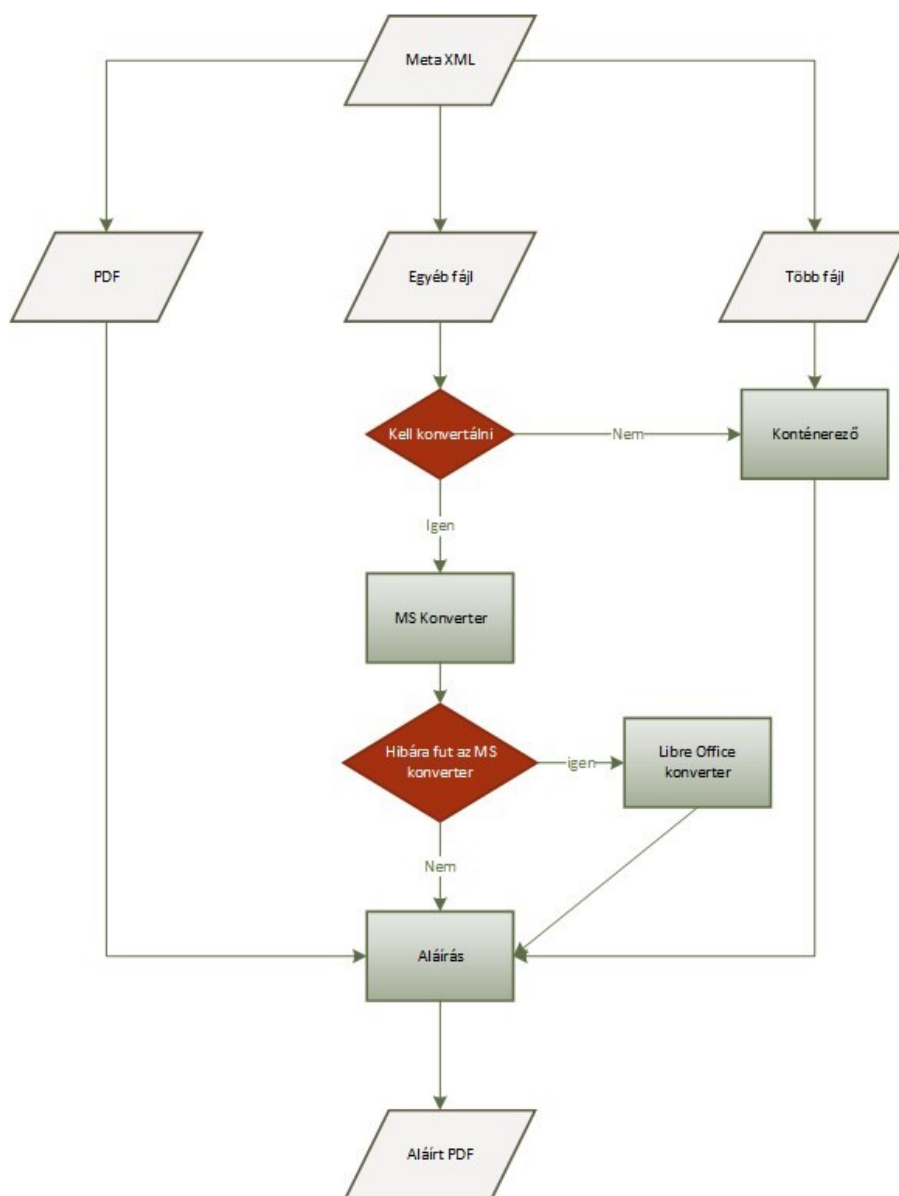 Meta XML
PDF
Egyéb fájl
Több fájl
Kell konvertálni
Nem
Konténerező
Igen
MS Konverter
Hibára fut az MS
konverter
igen
Libre Office
konverter
Nem
Aláírás
Aláírt PDF